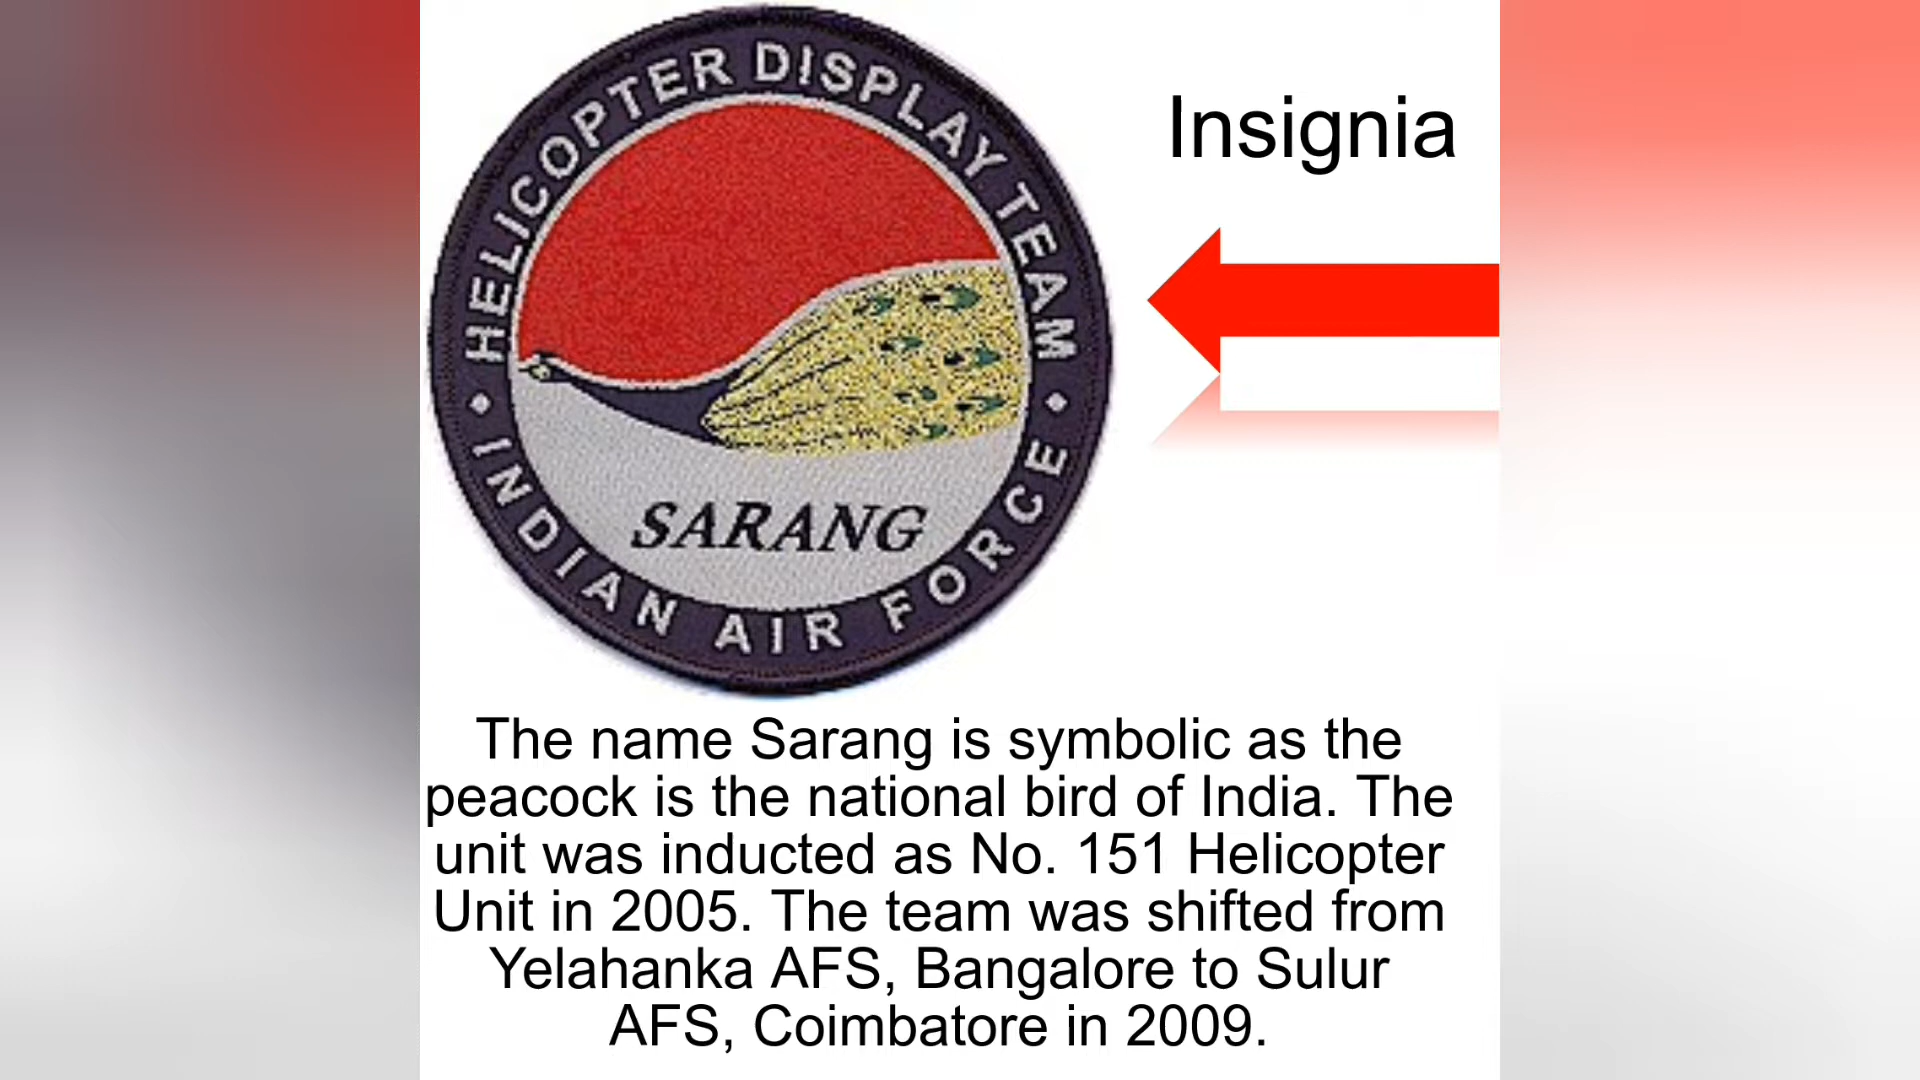 HELICOPTER DISPLAY TEAM
SARANG
INDIAN AIR FORCE
Insignia
The name Sarang is symbolic as the
peacock is the national bird of India. The
unit was inducted as No. 151 Helicopter
Unit in 2005. The team was shifted from
Yelahanka AFS, Bangalore to Sulur
AFS, Coimbatore in 2009.